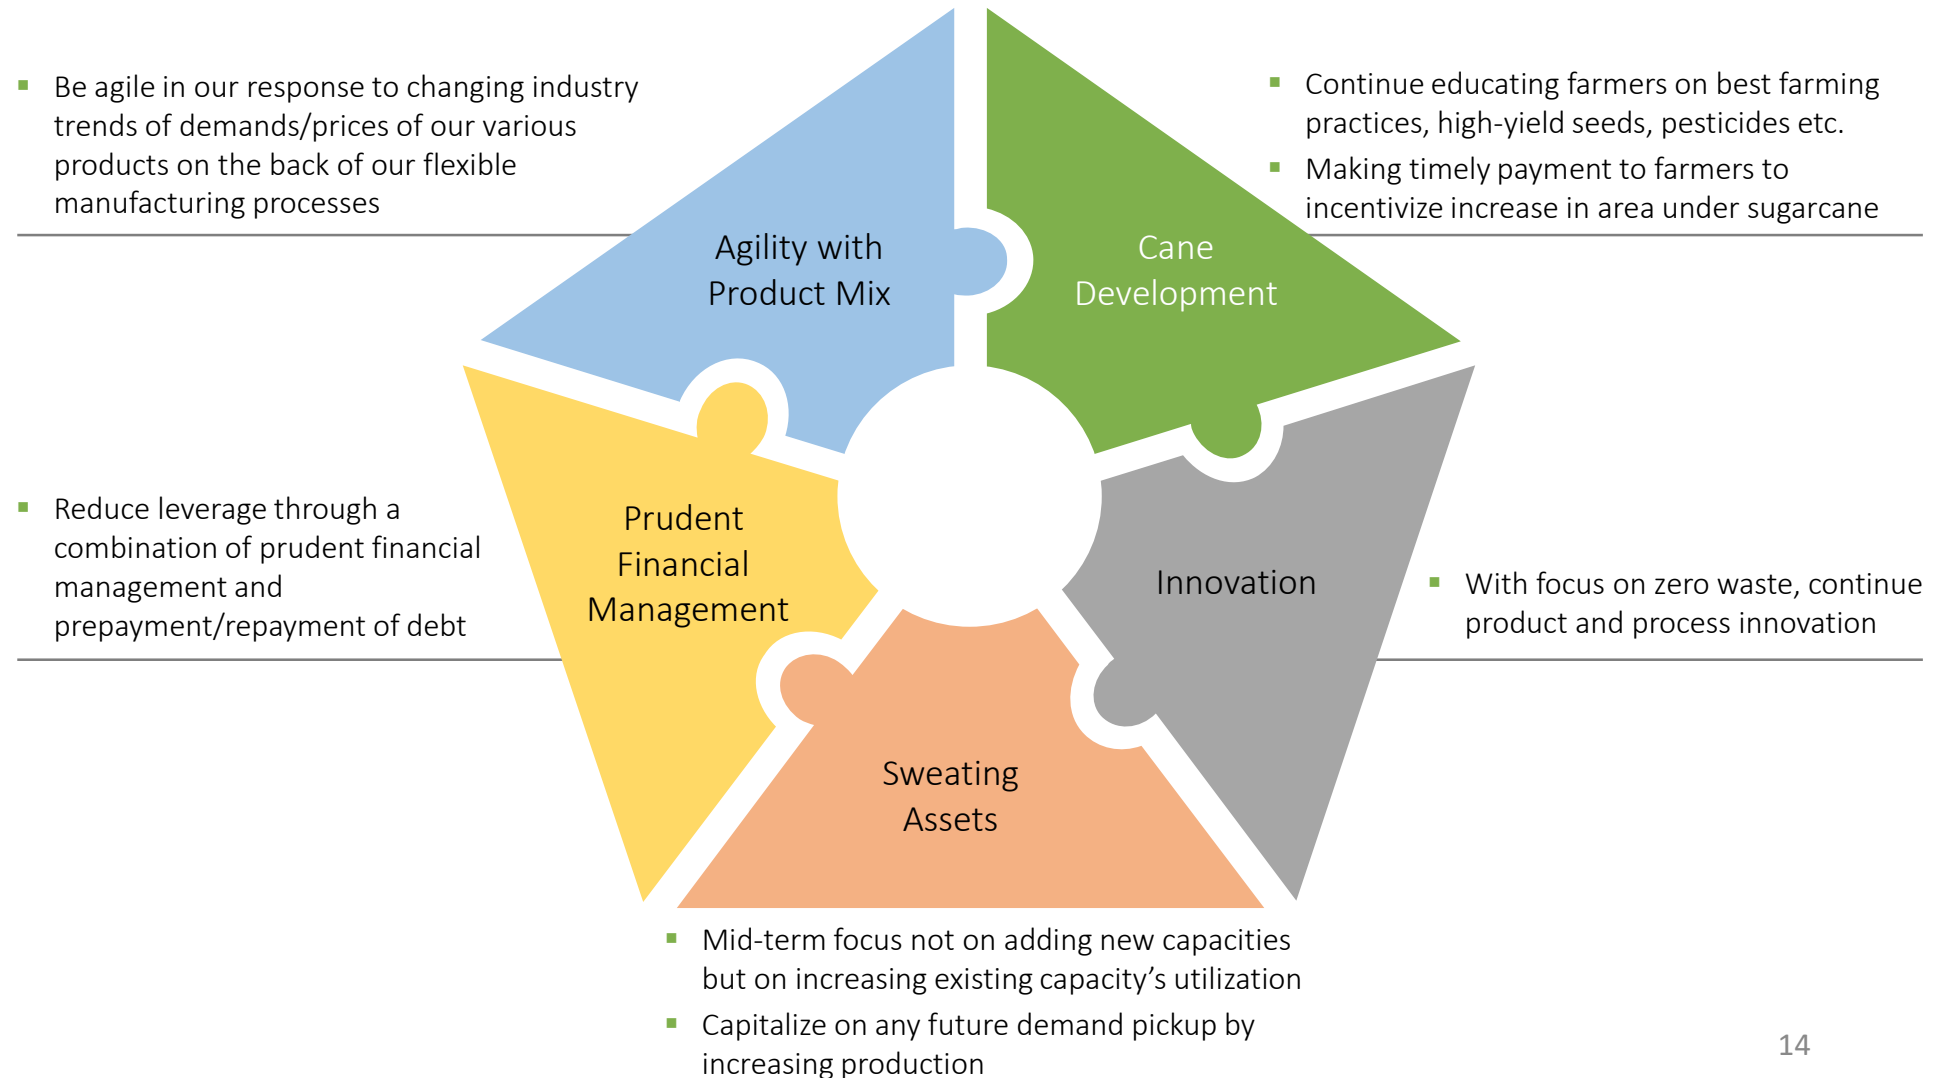 ▪ Be agile in our response to changing industry
trends of demands/prices of our various
products on the back of our flexible
manufacturing processes
▪ Continue educating farmers on best farming
practices, high-yield seeds, pesticides etc.
▪ Making timely payment to farmers to
incentivize increase in area under sugarcane
Agility with
Product Mix
Cane
Development
▪ Reduce leverage through a
combination of prudent financial
management and
prepayment/repayment of debt
Prudent
Financial
Management
Innovation
▪ With focus on zero waste, continue
product and process innovation
Sweating
Assets
▪ Mid-term focus not on adding new capacities
but on increasing existing capacity’s utilization
▪ Capitalize on any future demand pickup by
increasing production
14